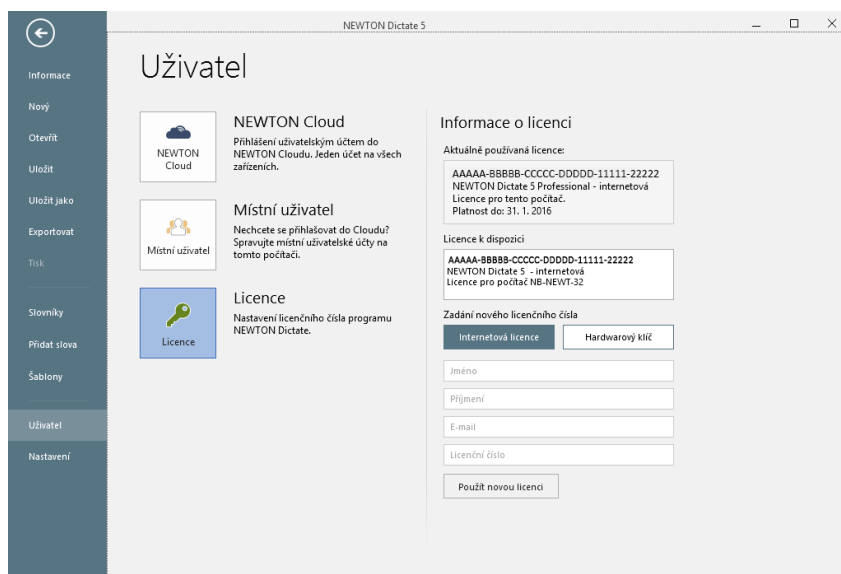 NEWTON Dictate 5
Informace
Nový
Otevřít
Uložit
Uložit jako
Exportovat
Tisk
Slovníky
Přidat slova
Šablony
Uživatel
Nastavení
Uživatel
NEWTON
Cloud
NEWTON Cloud
Přihlášení uživatelským účtem do
NEWTON Cloudu. Jeden účet na všech
zařízeních.
Místní uživatel
Místní uživatel
Nechcete se přihlašovat do Cloudu?
Spravujte místní uživatelské účty na
tomto počítači.
Licence
Licence
Nastavení licenčního čísla programu
NEWTON Dictate.
Informace o licenci
Aktuálně používaná licence:
AAAAA-BBBBB-CCCCC-DDDDD-11111-22222
NEWTON Dictate 5 Professional - internetová
Licence pro tento počítač.
Platnost do: 31. 1. 2016
Licence k dispozici
AAAAA-BBBBB-CCCCC-DDDDD-11111-22222
NEWTON Dictate 5 - internetová
Licence pro počítač NB-NEWT-32
Zadání nového licenčního čísla
Internetová licence
Hardwarový klíč
Jméno
Příjmení
E-mail
Licenční číslo
Použít novou licenci